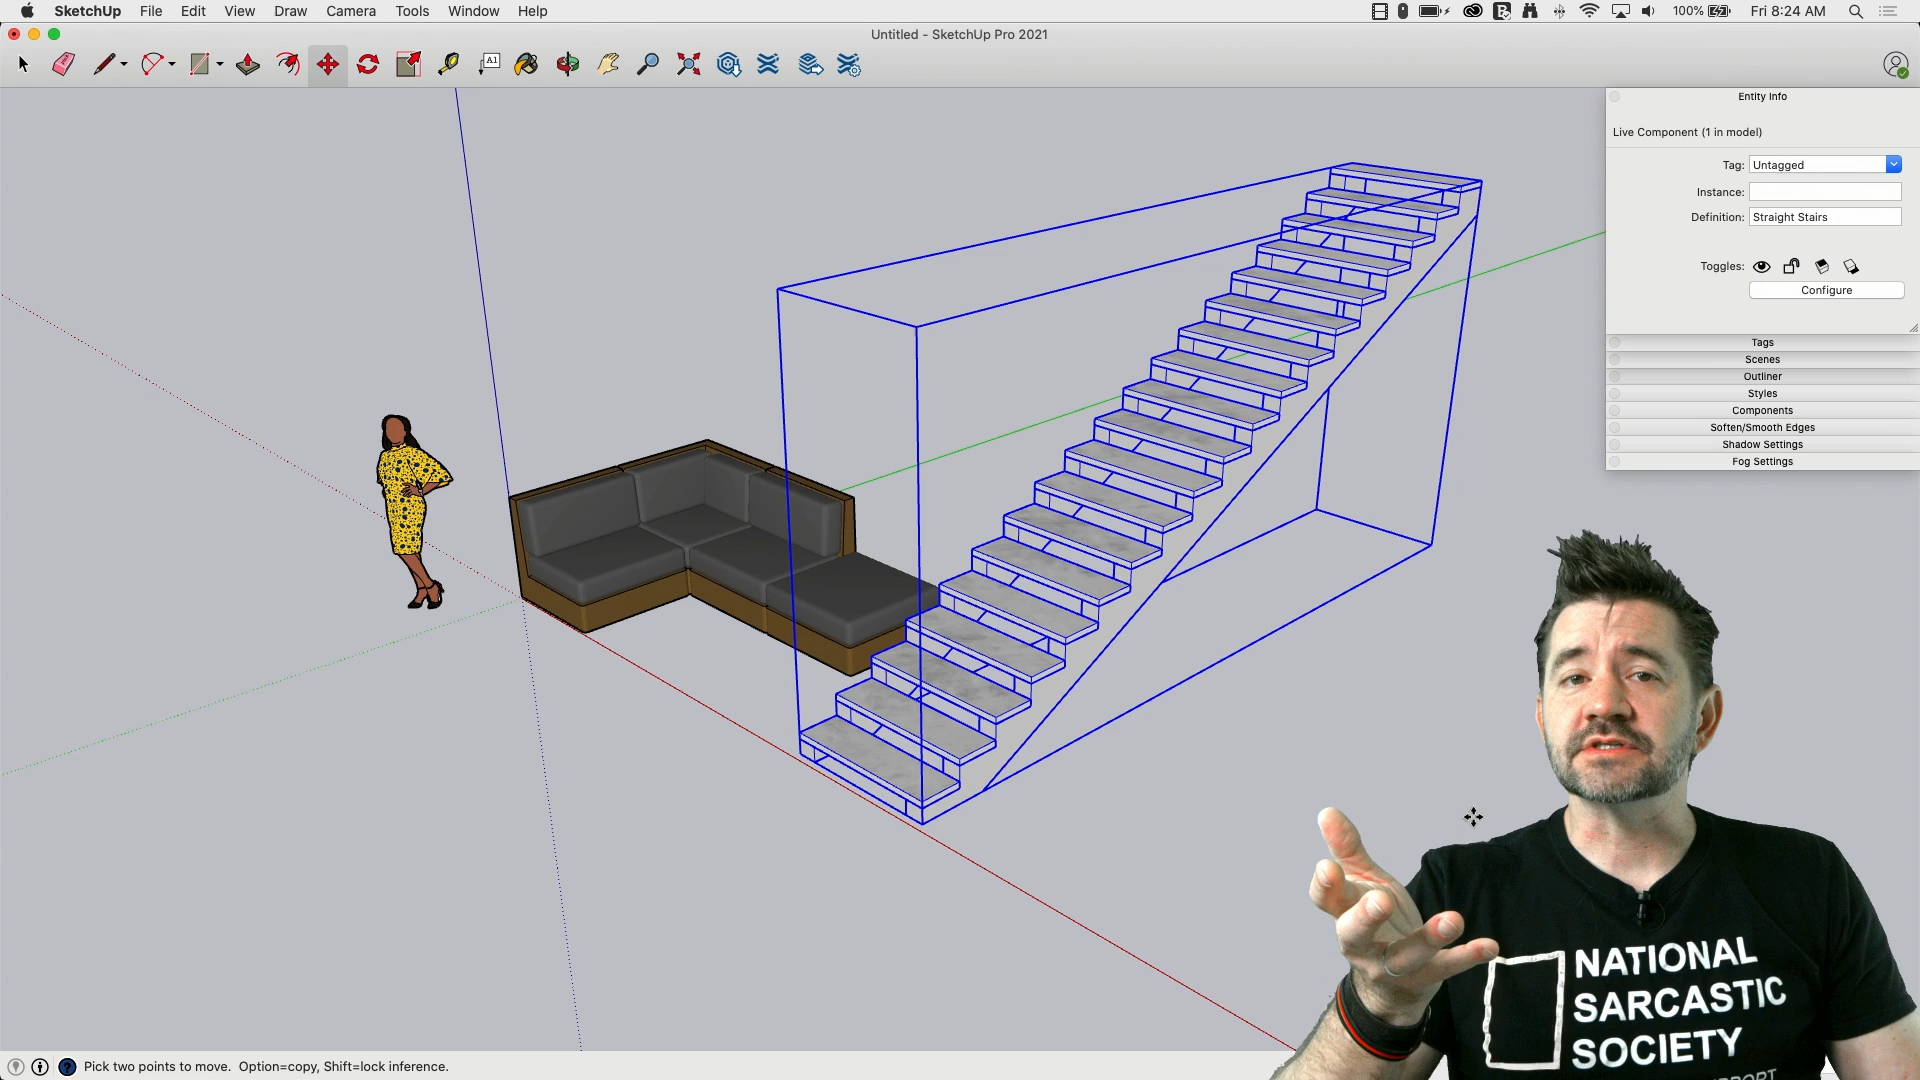 SketchUp File Edit View Draw Camera Tools Window Help 100% Fri 8:24 AM
Untitled - SketchUp Pro 2021
A1
Entity Info
Live Component (1 in model)
Tag: Untagged
Instance:
Definition: Straight Stairs
Toggles:
Configure
Tags
Scenes
Outliner
Styles
Components
Soften/Smooth Edges
Shadow Settings
Fog Settings
NATIONAL
SARCASTIC
SOCIETY
Pick two points to move. Option=copy, Shift=lock inference.